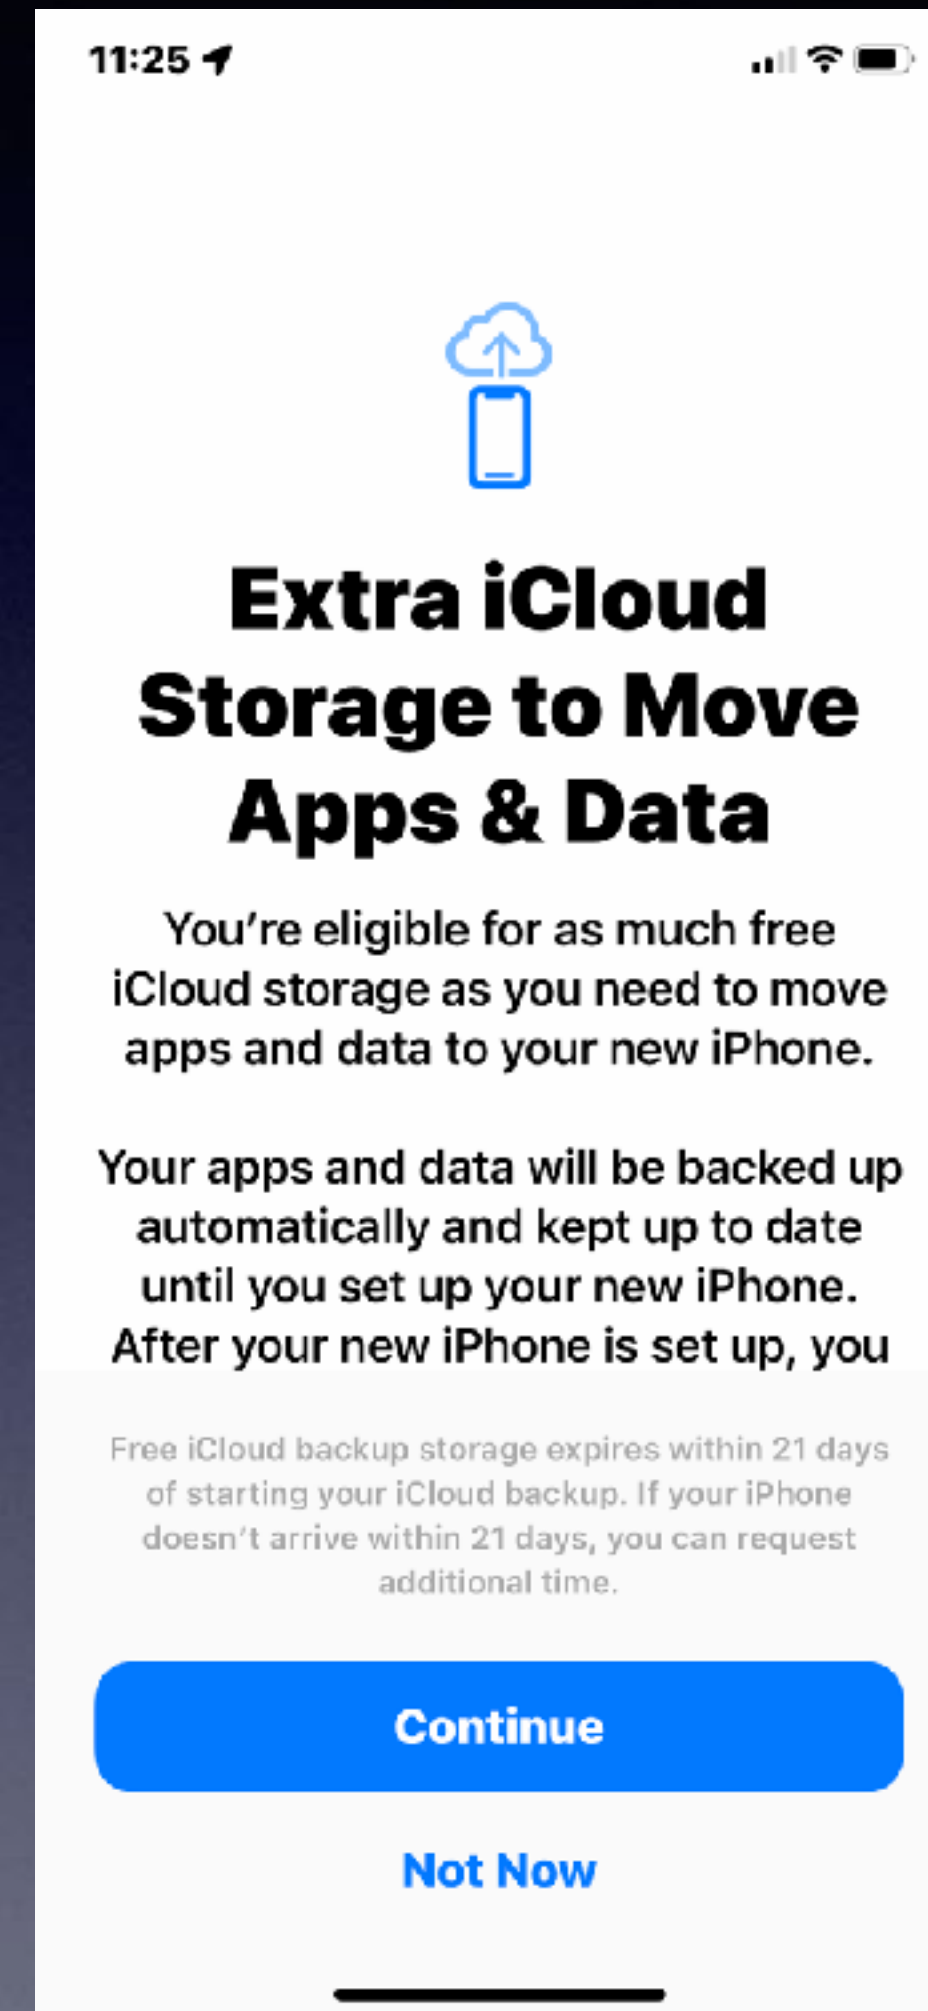 11:25
Extra iCloud
Storage to Move
Apps & Data
You’re eligible for as much free
iCloud storage as you need to move
apps and data to your new iPhone.
Your apps and data will be backed up
automatically and kept up to date
until you set up your new iPhone.
After your new iPhone is set up, you
Free iCloud backup storage expires within 21 days
of starting your iCloud backup. If your iPhone
doesn’t arrive within 21 days, you can request
additional time.
Continue
Not Now